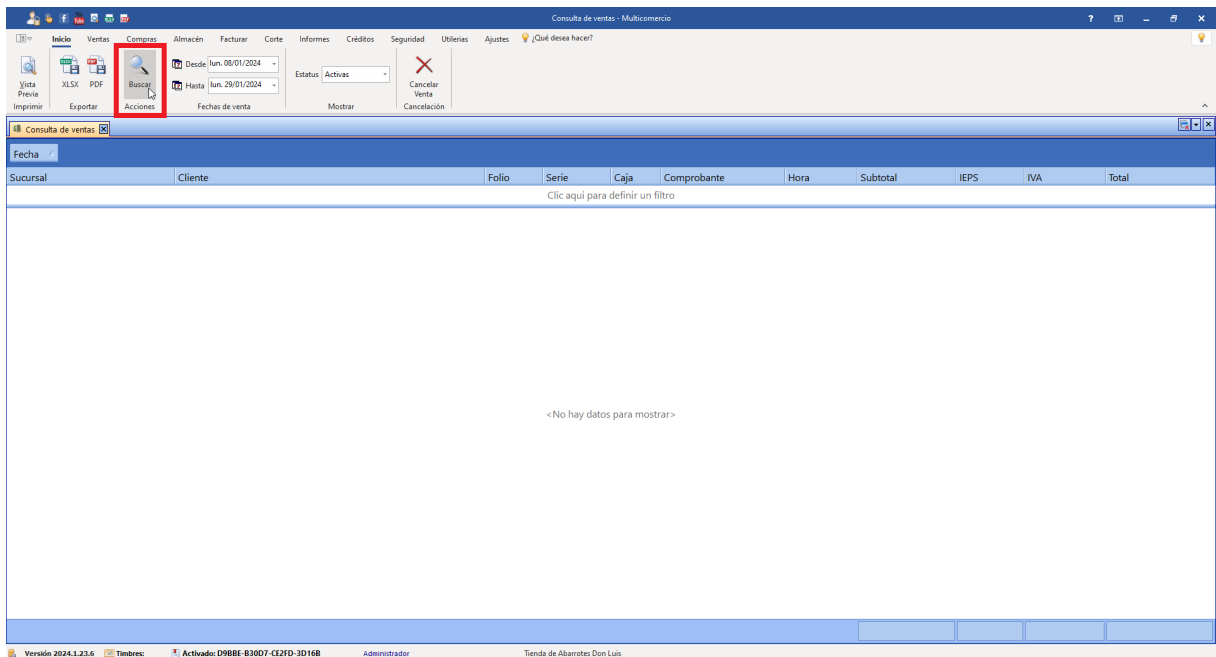 Consulta de ventas - Multicomercio
Inicio Ventas Compras Almacén Facturar Corte Informes Créditos Seguridad Utilerias Ajustes ¿Qué desea hacer?
Vista Previa
XLSX
PDF
Buscar
Desde lun. 08/01/2024
Hasta lun. 29/01/2024
Estatus Activas
Cancelar Venta
Imprimir Exportar Acciones Fechas de venta Mostrar Cancelación
Consulta de ventas
Fecha
Sucursal Cliente Folio Serie Caja Comprobante Hora Subtotal IEPS IVA Total
Clic aqui para definir un filtro
<No hay datos para mostrar>
Versión 2024.1.23.6 Timbres: Activado: D9BBE-B30D7-CE2FD-3D16B Administrador Tienda de Abarrotes Don Luis